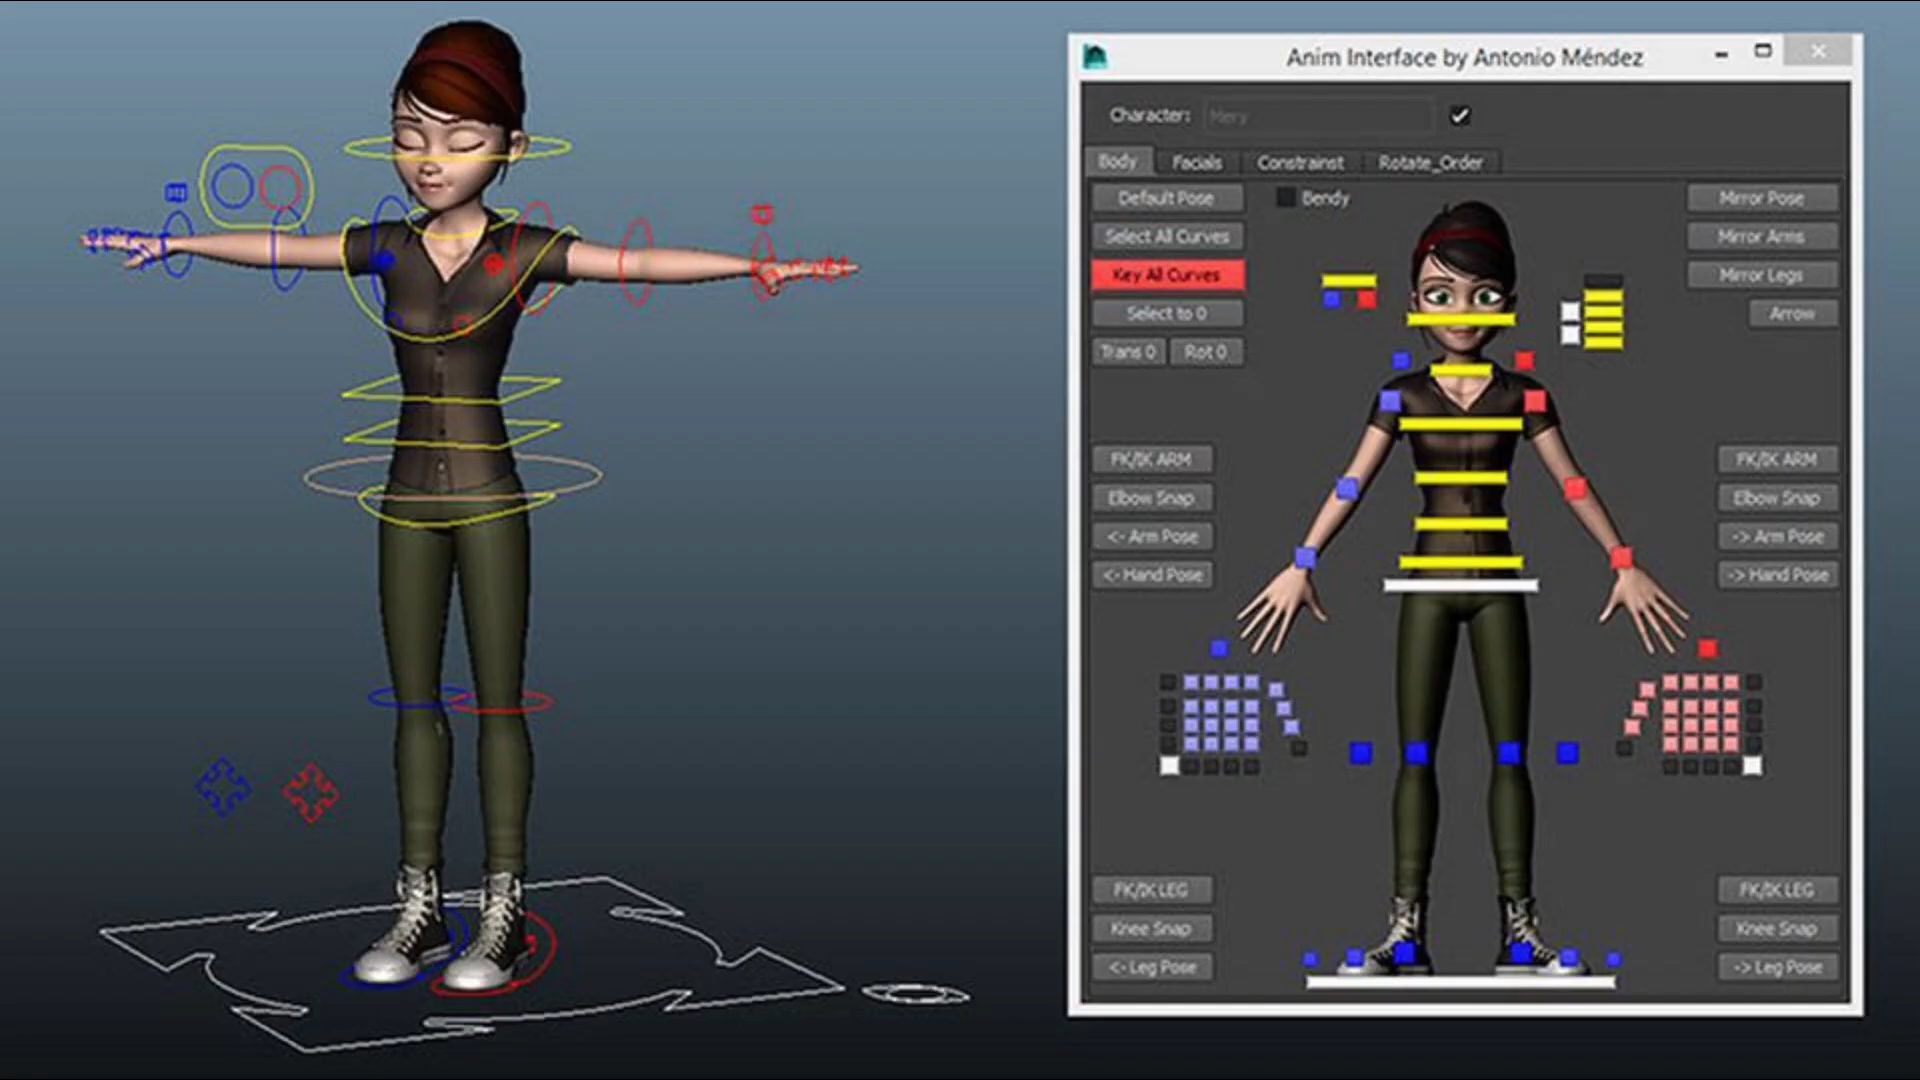 Anim Interface by Antonio Méndez
Character: Mery
Body Facials Constrainst Rotate_Order
Default Pose Bendy Mirror Pose
Select All Curves Mirror Arms
Key All Curves Mirror Legs
Select to 0 Arrow
Trans 0 Rot 0
FK/IK ARM FK/IK ARM
Elbow Snap Elbow Snap
<- Arm Pose -> Arm Pose
<- Hand Pose -> Hand Pose
FK/IK LEG FK/IK LEG
Knee Snap Knee Snap
<- Leg Pose -> Leg Pose